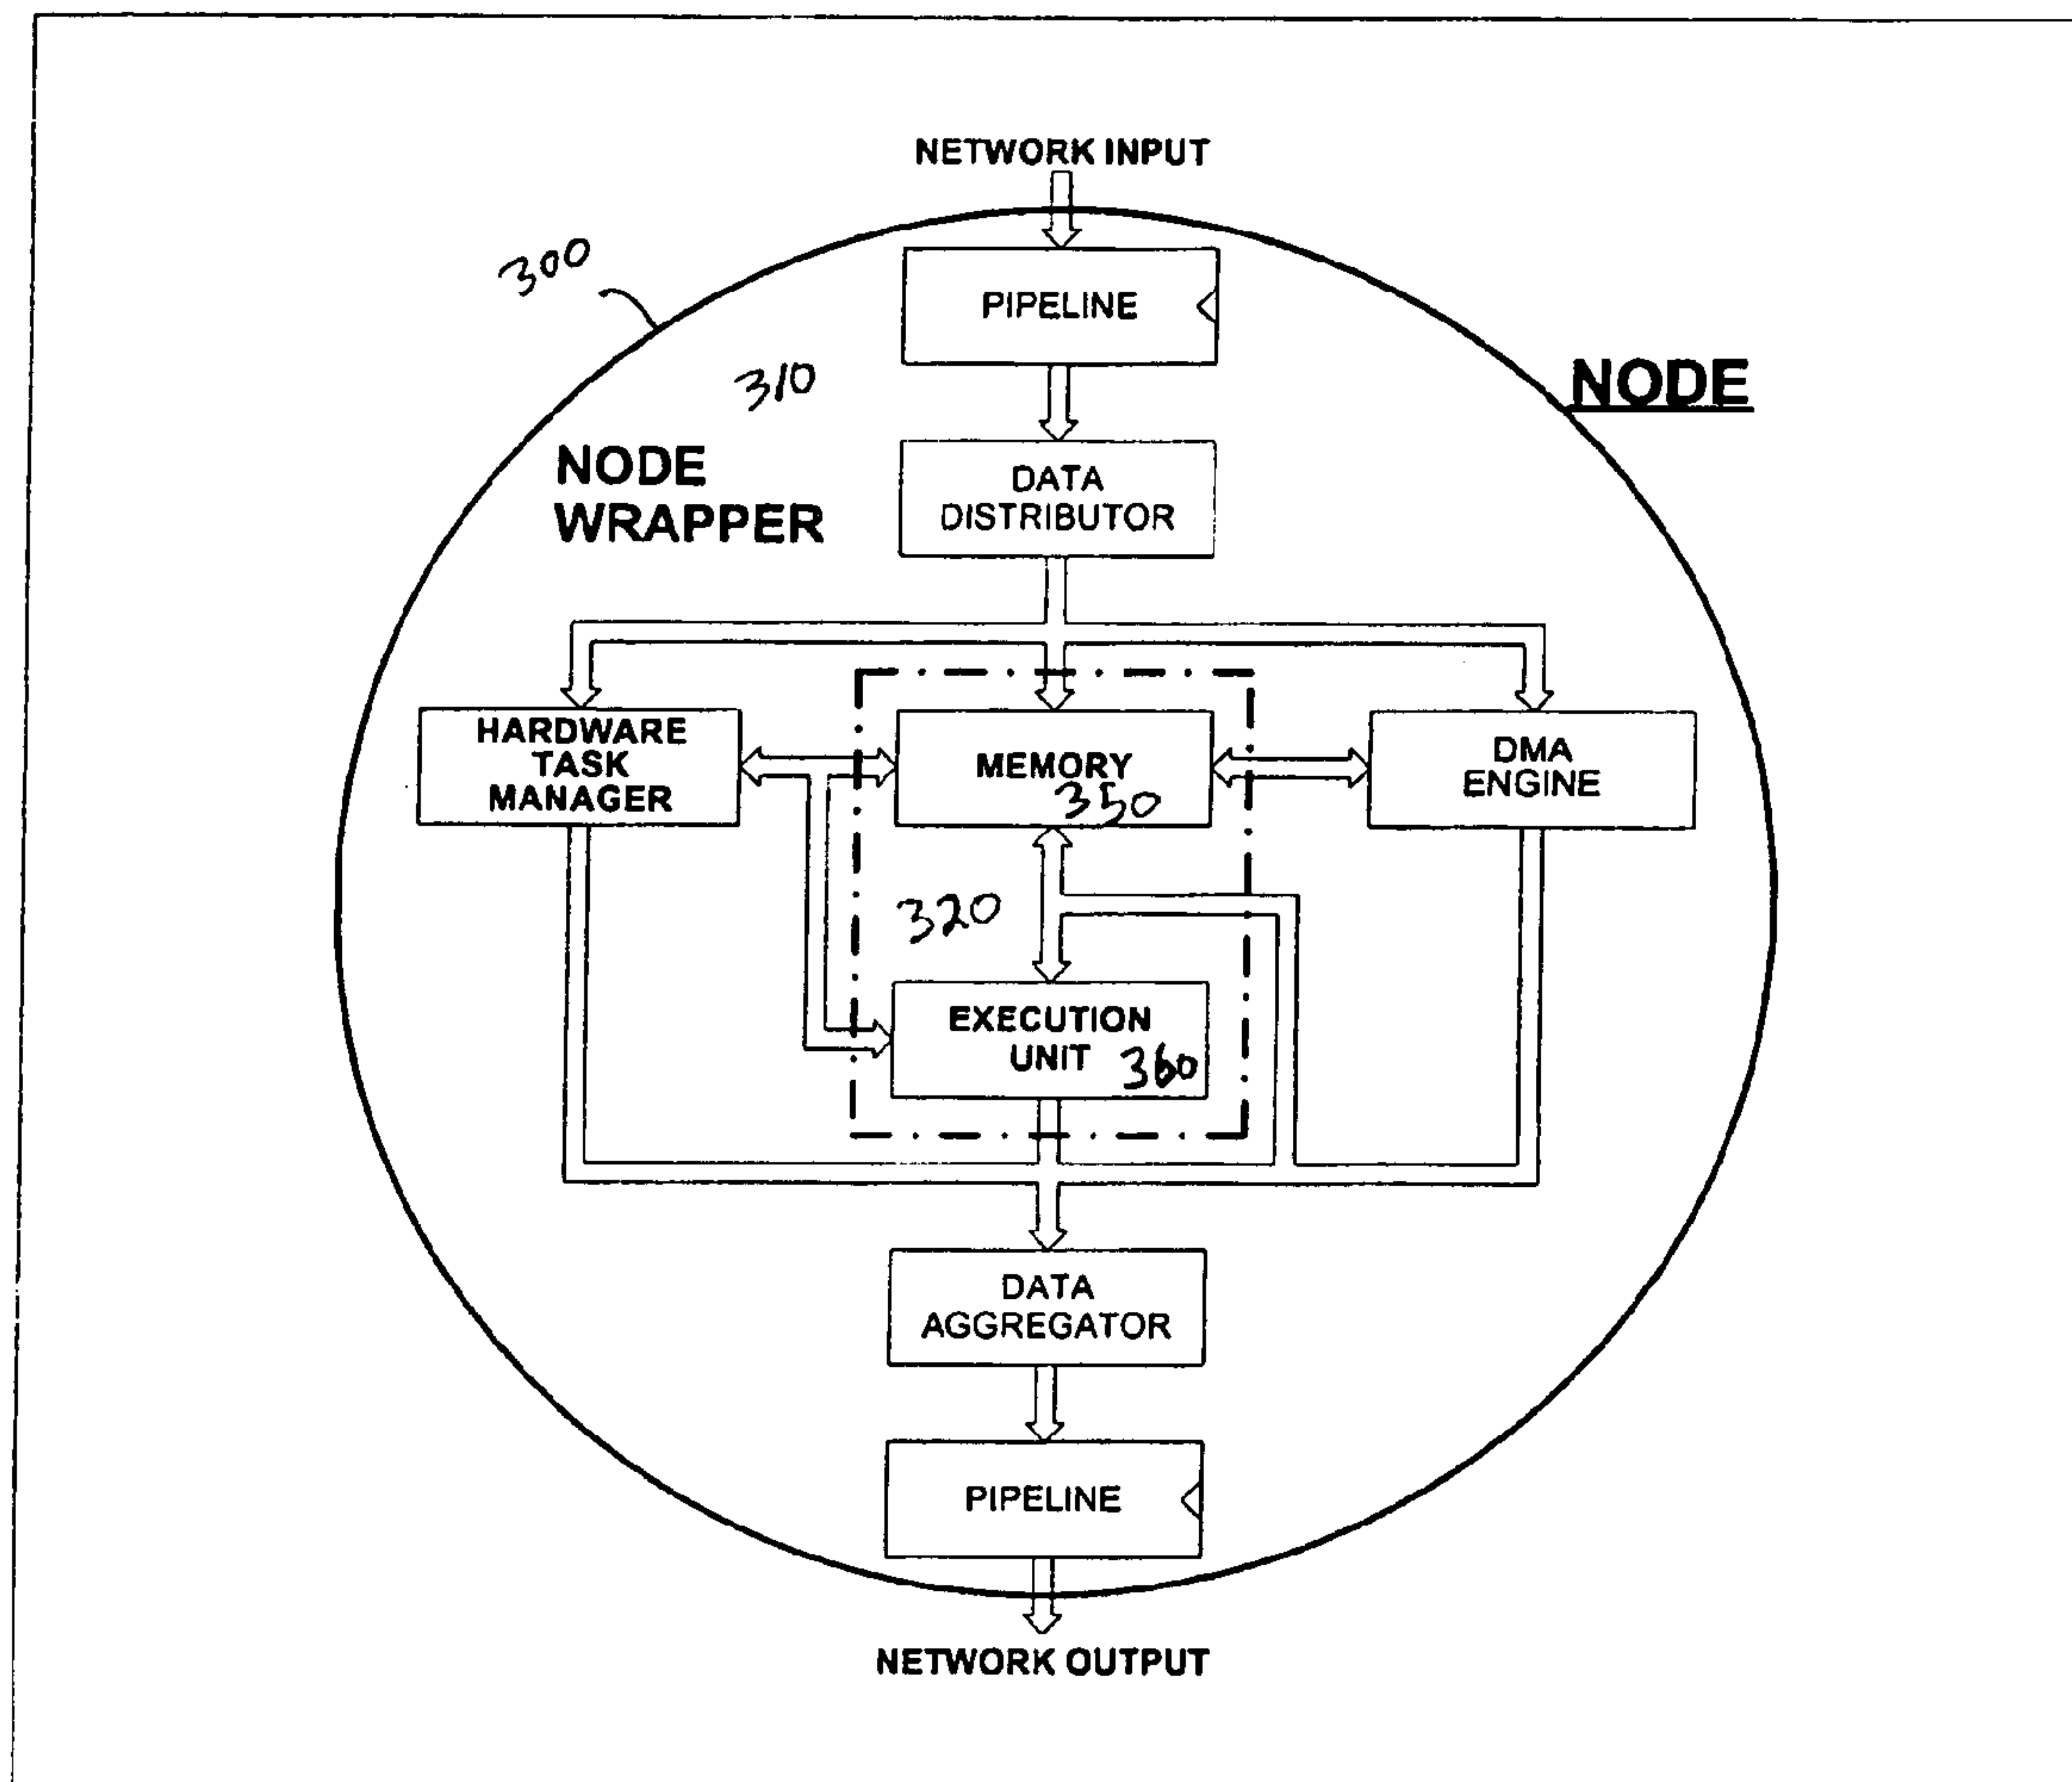 NETWORK INPUT
300
PIPELINE
310
NODE
NODE
WRAPPER
DATA
DISTRIBUTOR
HARDWARE
TASK
MANAGER
MEMORY
350
DMA
ENGINE
320
EXECUTION
UNIT 360
DATA
AGGREGATOR
PIPELINE
NETWORK OUTPUT